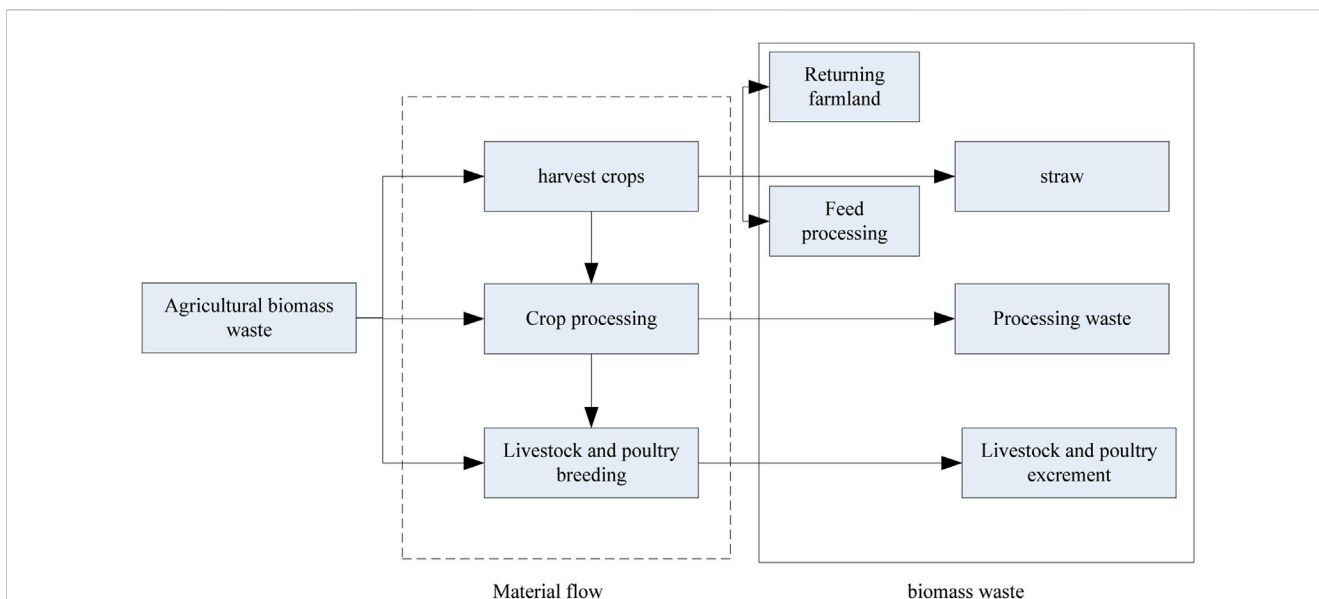 Returning
farmland
harvest crops
straw
Feed
processing
Agricultural biomass
waste
Crop processing
Processing waste
Livestock and poultry
breeding
Livestock and poultry
excrement
Material flow
biomass waste